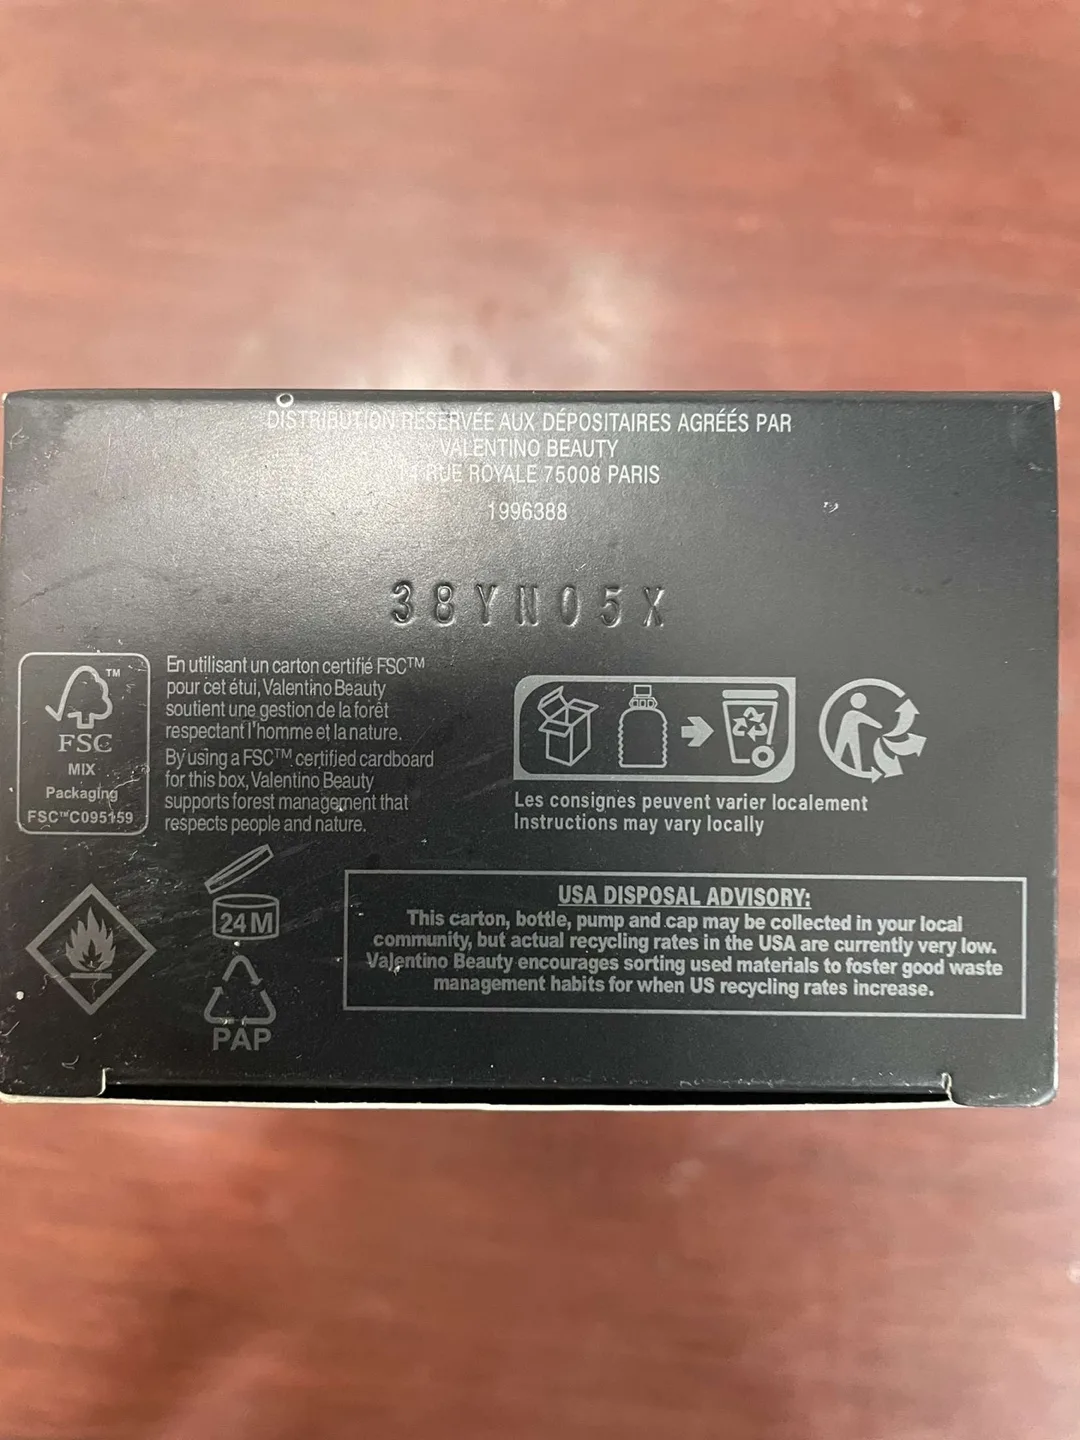 DISTRIBUTION RÉSERVÉE AUX DÉPOSITAIRES AGRÉÉS PAR
VALENTINO BEAUTY
14 RUE ROYALE 75008 PARIS
1996388
38YN05X
TM
FSC
MIX
Packaging
FSC™C095159
En utilisant un carton certifié FSC™
pour cet étui, Valentino Beauty
soutient une gestion de la forêt
respectant l'homme et la nature.
By using a FSC™ certified cardboard
for this box, Valentino Beauty
supports forest management that
respects people and nature.
Les consignes peuvent varier localement
Instructions may vary locally
24 M
PAP
USA DISPOSAL ADVISORY:
This carton, bottle, pump and cap may be collected in your local
community, but actual recycling rates in the USA are currently very low.
Valentino Beauty encourages sorting used materials to foster good waste
management habits for when US recycling rates increase.